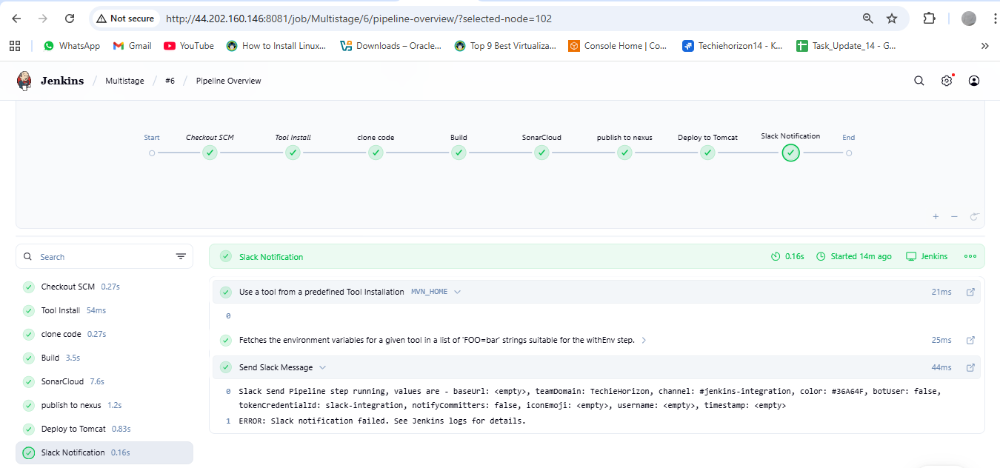 Not secure
http://44.202.160.146:8081/job/Multistage/6/pipeline-overview/?selected-node=102
WhatsApp
Gmail
YouTube
How to Install Linux...
Downloads – Oracle...
Top 9 Best Virtualiza...
Console Home | Co...
Techiehorizon14 - K...
Task_Update_14 - G...
Jenkins / Multistage / #6 / Pipeline Overview
Start
Checkout SCM
Tool Install
clone code
Build
SonarCloud
publish to nexus
Deploy to Tomcat
Slack Notification
End
Search
Checkout SCM 0.27s
Tool Install 54ms
clone code 0.27s
Build 3.5s
SonarCloud 7.6s
publish to nexus 1.2s
Deploy to Tomcat 0.83s
Slack Notification 0.16s
Slack Notification 0.16s Started 14m ago Jenkins
Use a tool from a predefined Tool Installation MVN_HOME 21ms
0
Fetches the environment variables for a given tool in a list of 'FOO=bar' strings suitable for the withEnv step. 25ms
Send Slack Message 44ms
0 Slack Send Pipeline step running, values are - baseUrl: <empty>, teamDomain: TechieHorizon, channel: #jenkins-integration, color: #36A64F, botUser: false,
tokenCredentialId: slack-integration, notifyCommitters: false, iconEmoji: <empty>, username: <empty>, timestamp: <empty>
1 ERROR: Slack notification failed. See Jenkins logs for details.